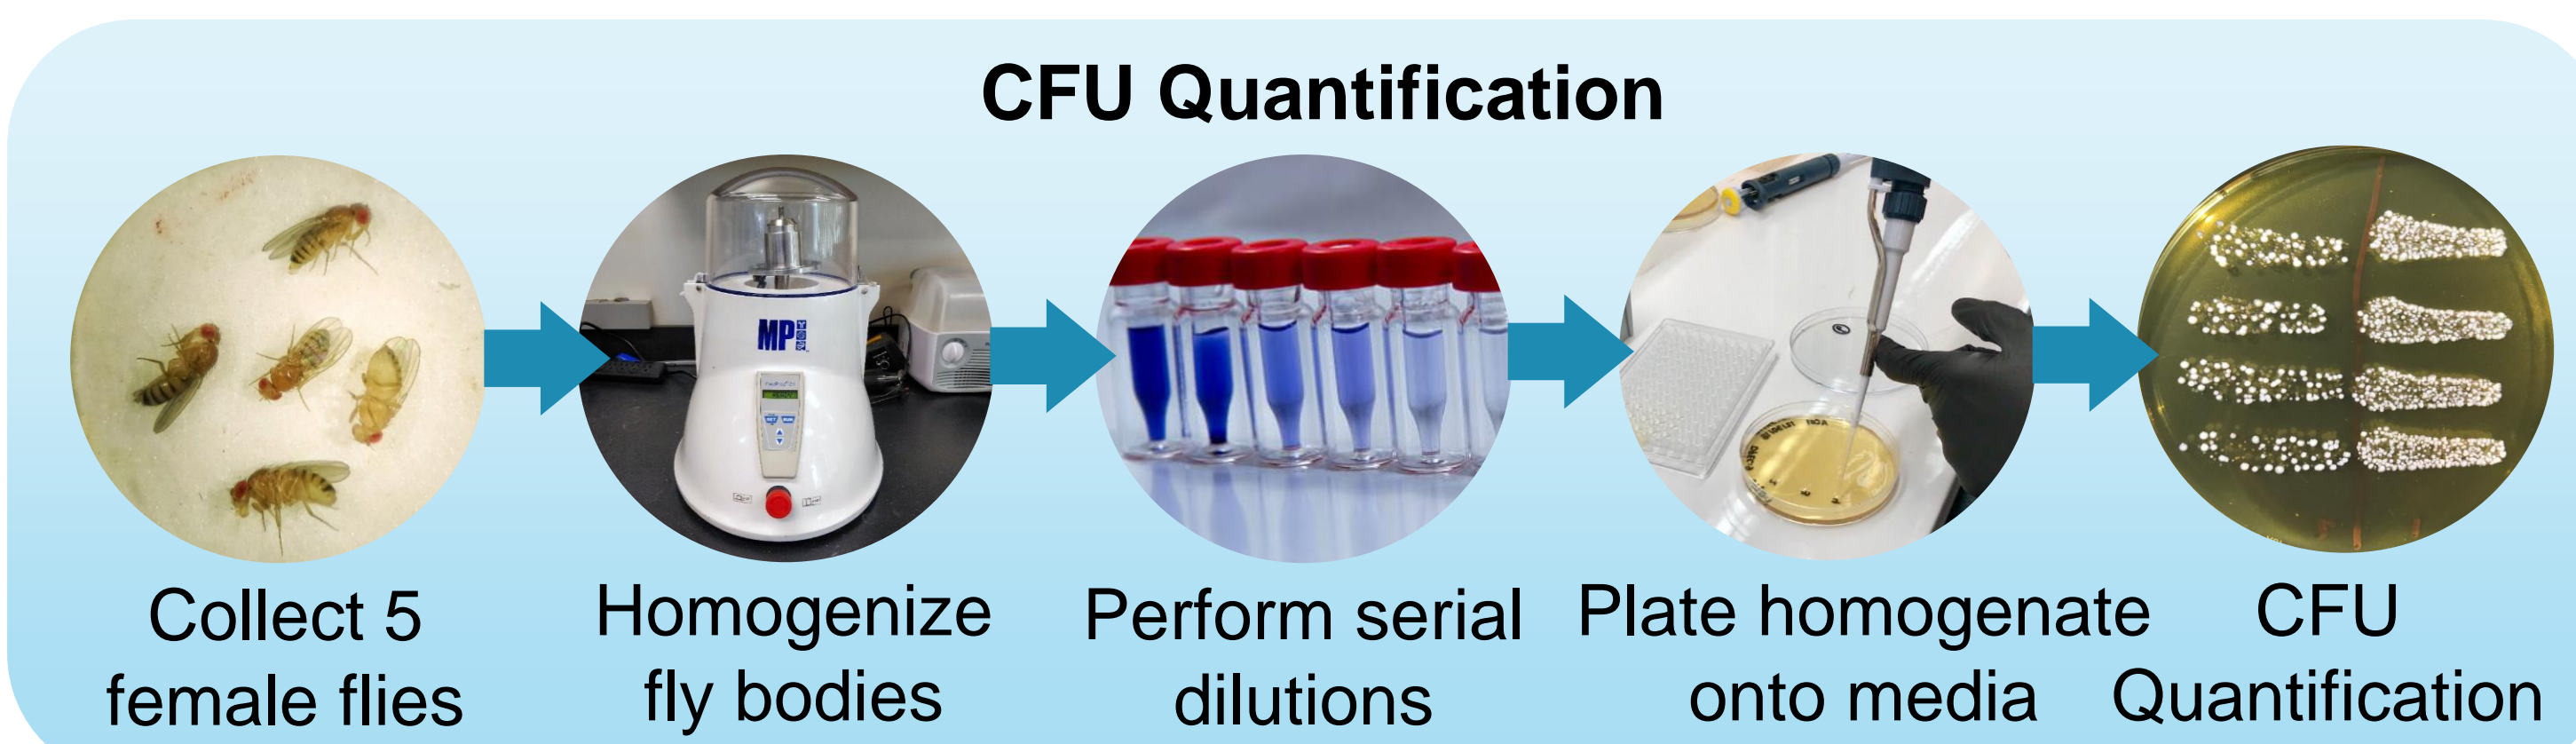 CFU Quantification
MP
Collect 5
female flies
Homogenize
fly bodies
Perform serial
dilutions
Plate homogenate
onto media
CFU
Quantification